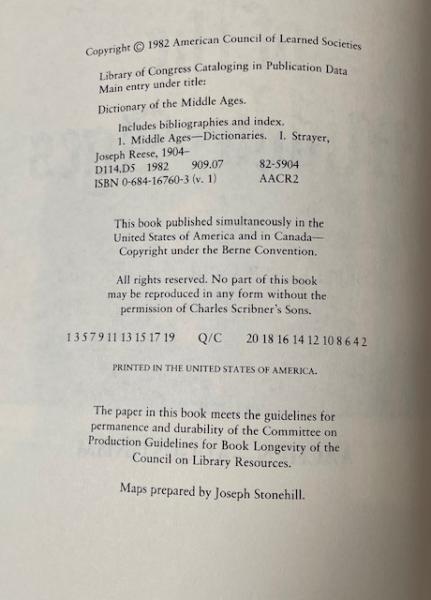 Copyright © 1982 American Council of Learned Societies
Library of Congress Cataloging in Publication Data
Main entry under title:
Dictionary of the Middle Ages.
Includes bibliographies and index.
1. Middle Ages—Dictionaries. I. Strayer,
Joseph Reese, 1904–
D114.D5 1982 909.07 82-5904
ISBN 0-684-16760-3 (v. 1) AACR2
This book published simultaneously in the
United States of America and in Canada—
Copyright under the Berne Convention.
All rights reserved. No part of this book
may be reproduced in any form without the
permission of Charles Scribner's Sons.
1 3 5 7 9 11 13 15 17 19 Q/C 20 18 16 14 12 10 8 6 4 2
PRINTED IN THE UNITED STATES OF AMERICA.
The paper in this book meets the guidelines for
permanence and durability of the Committee on
Production Guidelines for Book Longevity of the
Council on Library Resources.
Maps prepared by Joseph Stonehill.